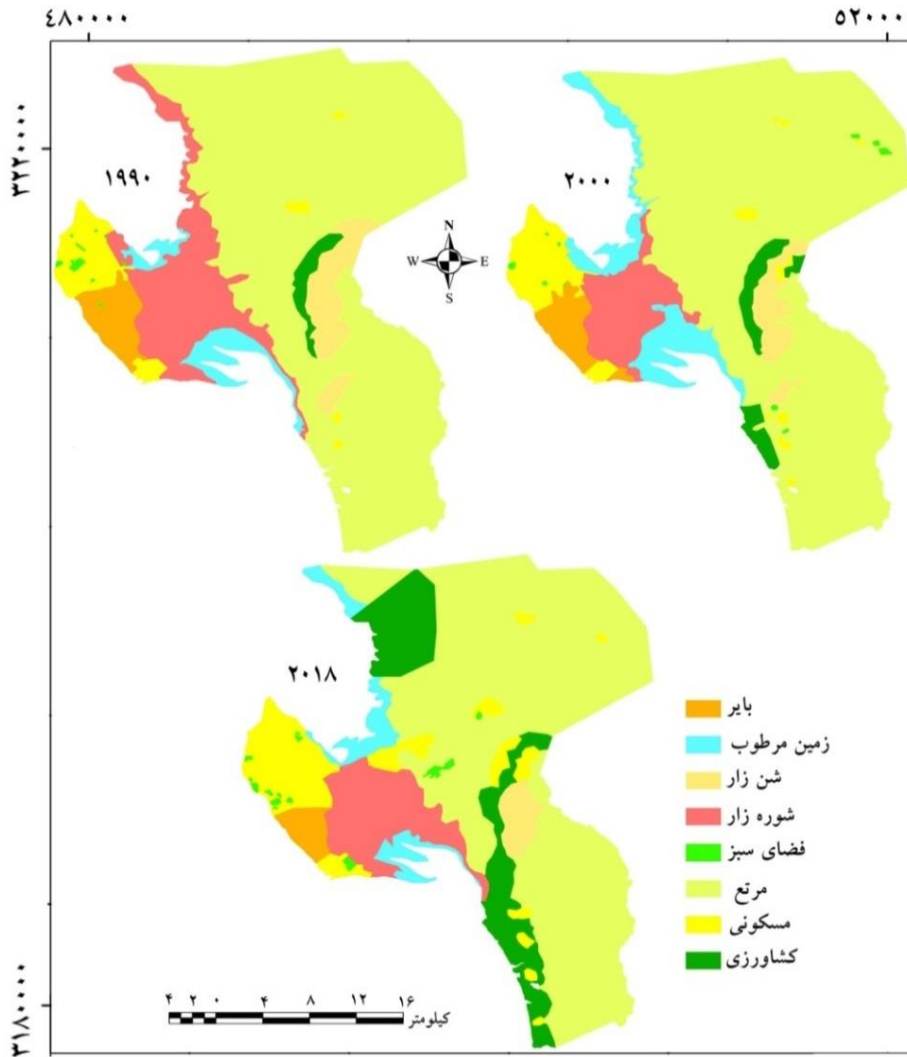 ۴۸۰۰۰۰
۵۲۰۰۰۰
۳۲۲۰۰۰۰
۱۹۹۰
۲۰۰۰
N
W
E
S
۲۰۱۸
بایر
زمین مرطوب
شن زار
شوره زار
فضای سبز
مرتع
مسکونی
کشاورزی
۳۱۸۰۰۰۰
۴ ۲ ۰ ۴ ۸ ۱۲ ۱۶
کیلومتر